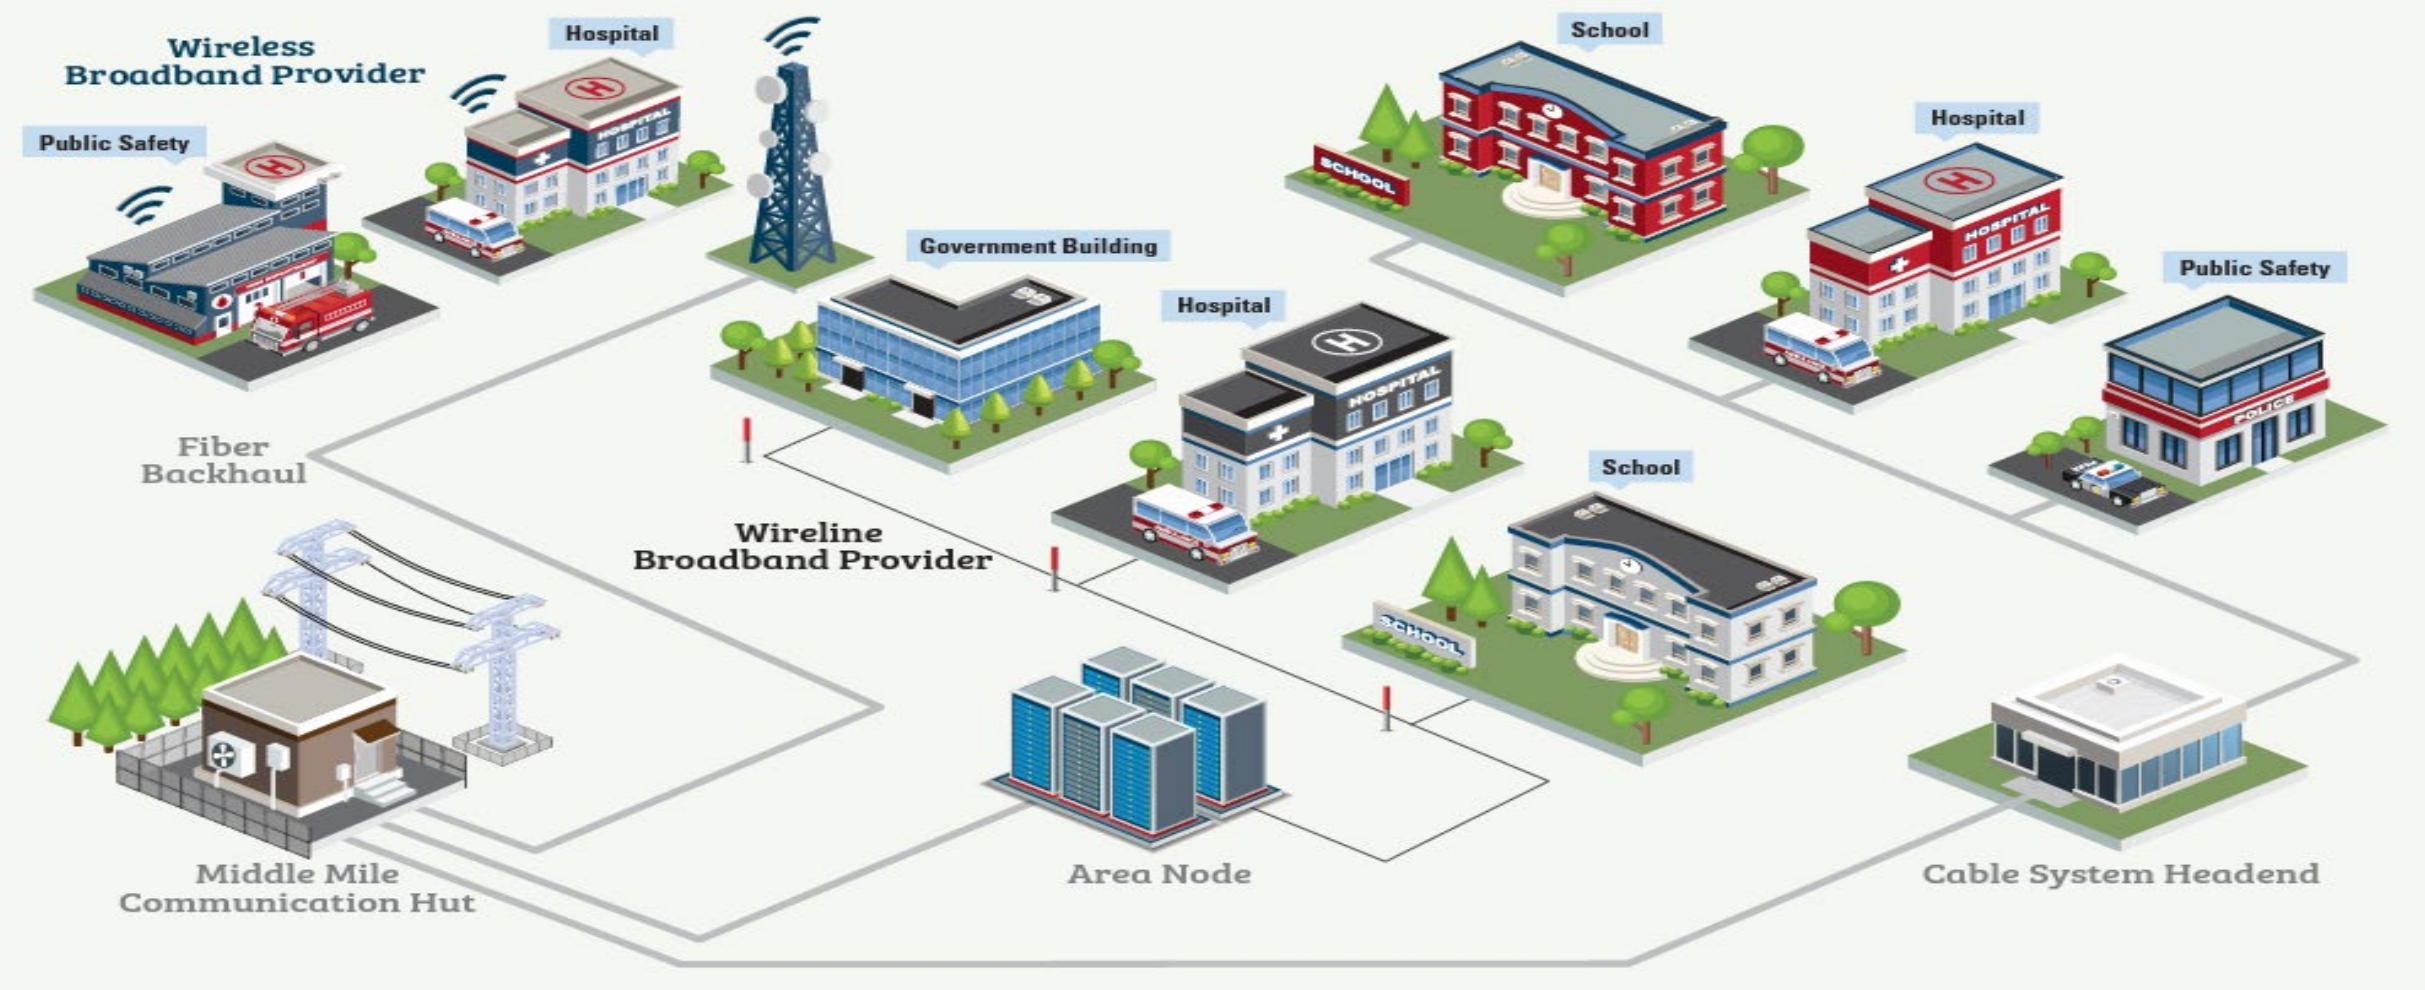 Wireless
Broadband Provider
Hospital
School
Public Safety
HOSPITAL
Hospital
SCHOOL
HOSPITAL
Government Building
Hospital
Public Safety
HOSPITAL
POLICE
Fiber
Backhaul
School
Wireline
Broadband Provider
SCHOOL
Middle Mile
Communication Hut
Area Node
Cable System Headend